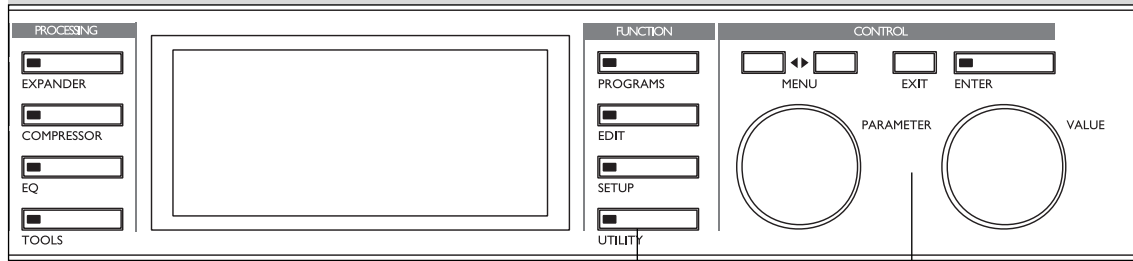 PROCESSING
EXPANDER
COMPRESSOR
EQ
TOOLS
FUNCTION
PROGRAMS
EDIT
SETUP
UTILITY
CONTROL
MENU
EXIT
ENTER
PARAMETER
VALUE